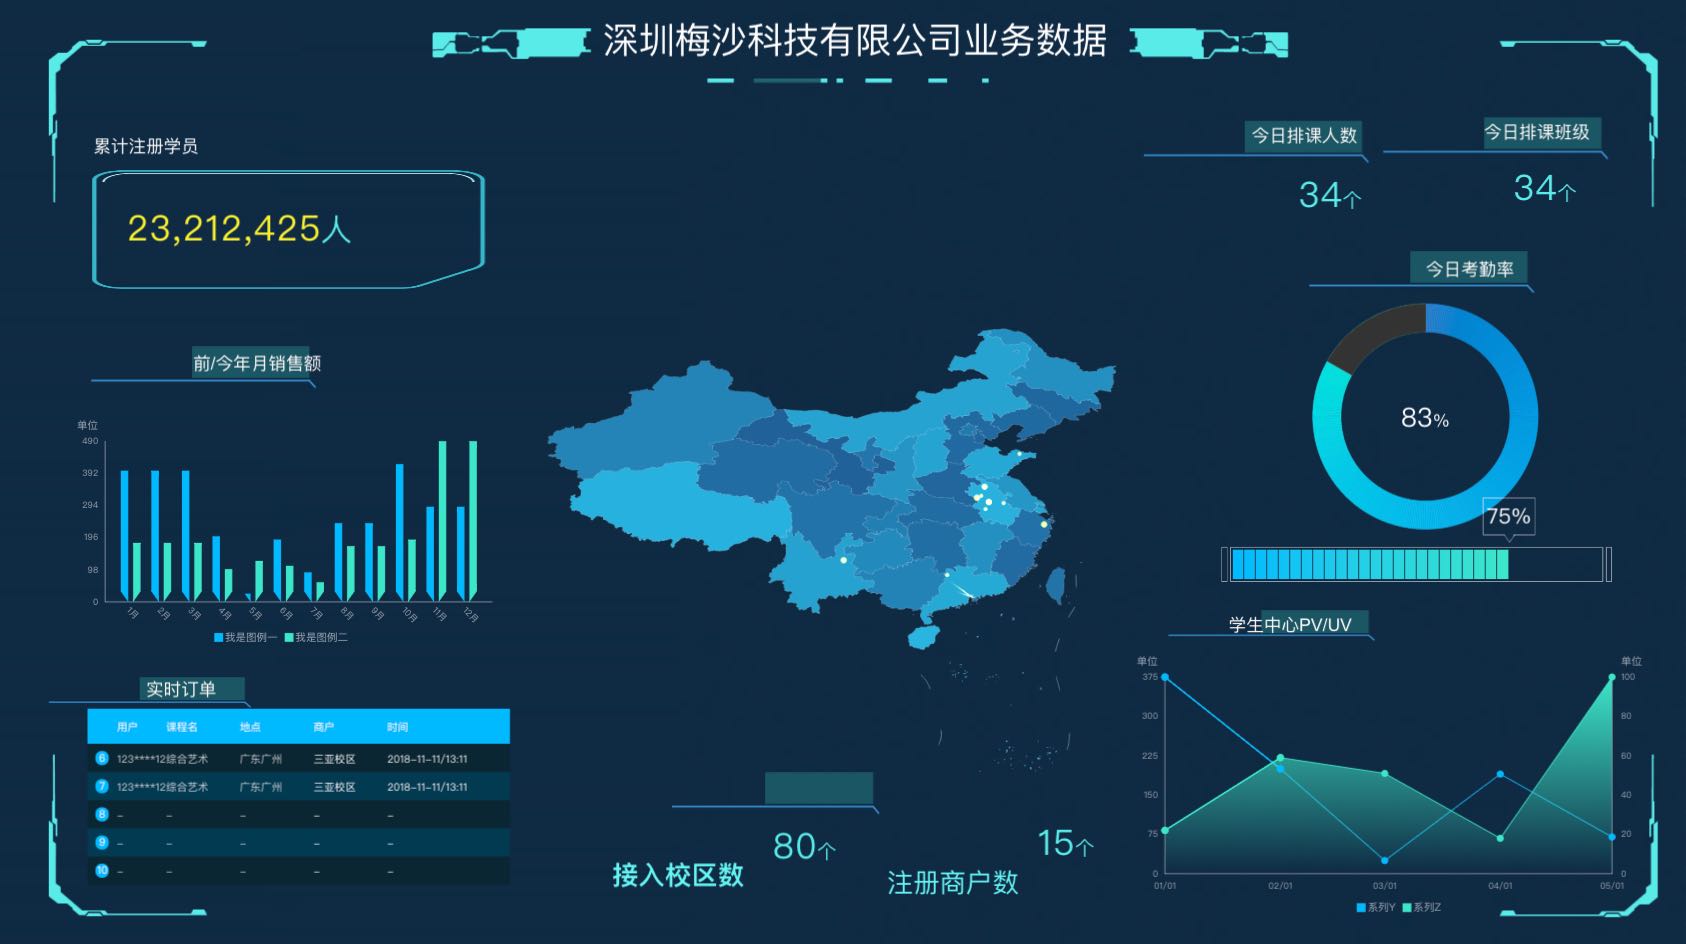 深圳梅沙科技有限公司业务数据
累计注册学员
23,212,425人
今日排课人数
34个
今日排课班级
34个
今日考勤率
83%
75%
前/今年月销售额
单位
490
392
294
196
98
0
1月 2月 3月 4月 5月 6月 7月 8月 9月 10月 11月 12月
我是图例一 我是图例二
实时订单
用户 课程名 地点 商户 时间
6 123****12综合艺术 广东广州 三亚校区 2018-11-11/13:11
7 123****12综合艺术 广东广州 三亚校区 2018-11-11/13:11
8 - - - - -
9 - - - - -
10 - - - - -
80个
接入校区数
15个
注册商户数
学生中心PV/UV
单位 单位
375 100
300 80
225 60
150 40
75 20
0 0
01/01 02/01 03/01 04/01 05/01
系列Y 系列Z